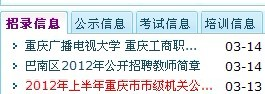 招录信息 公示信息 考试信息 培训信息
重庆广播电视大学 重庆工商职... 03-14
巴南区2012年公开招聘教师简章 03-14
2012年上半年重庆市市级机关公... 03-13